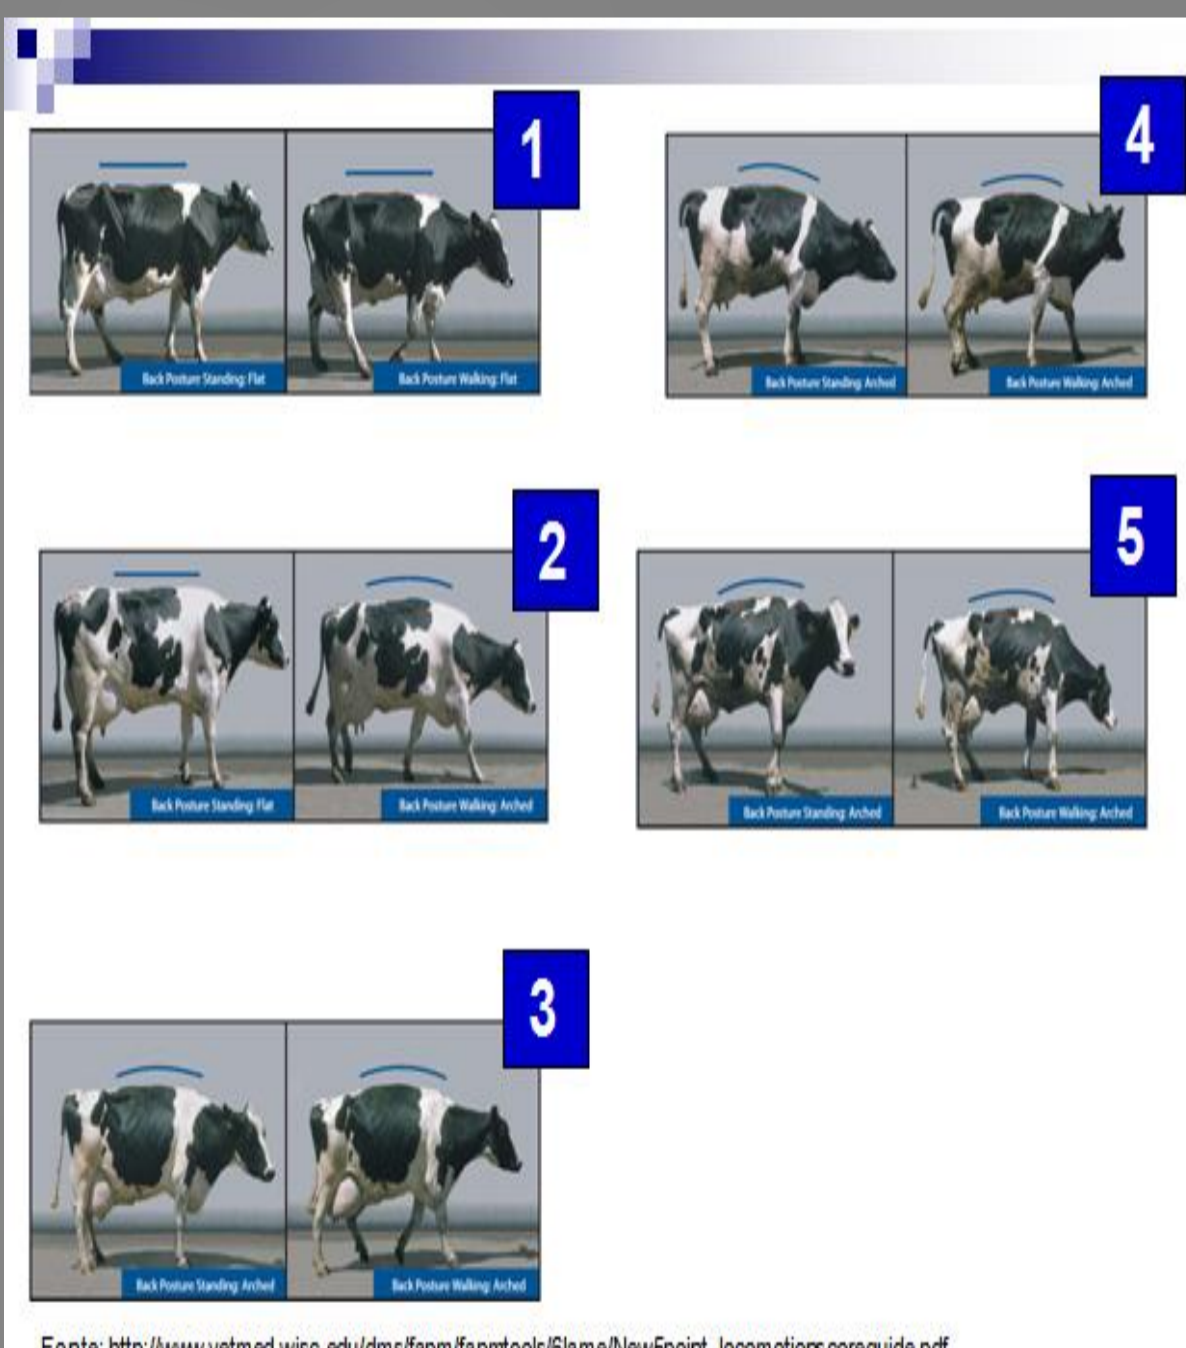 1
Back Posture Standing: Flat
Back Posture Walking: Flat
4
Back Posture Standing: Arched
Back Posture Walking: Arched
2
Back Posture Standing: Flat
Back Posture Walking: Arched
5
Back Posture Standing: Arched
Back Posture Walking: Arched
3
Back Posture Standing: Arched
Back Posture Walking: Arched
Fonte: